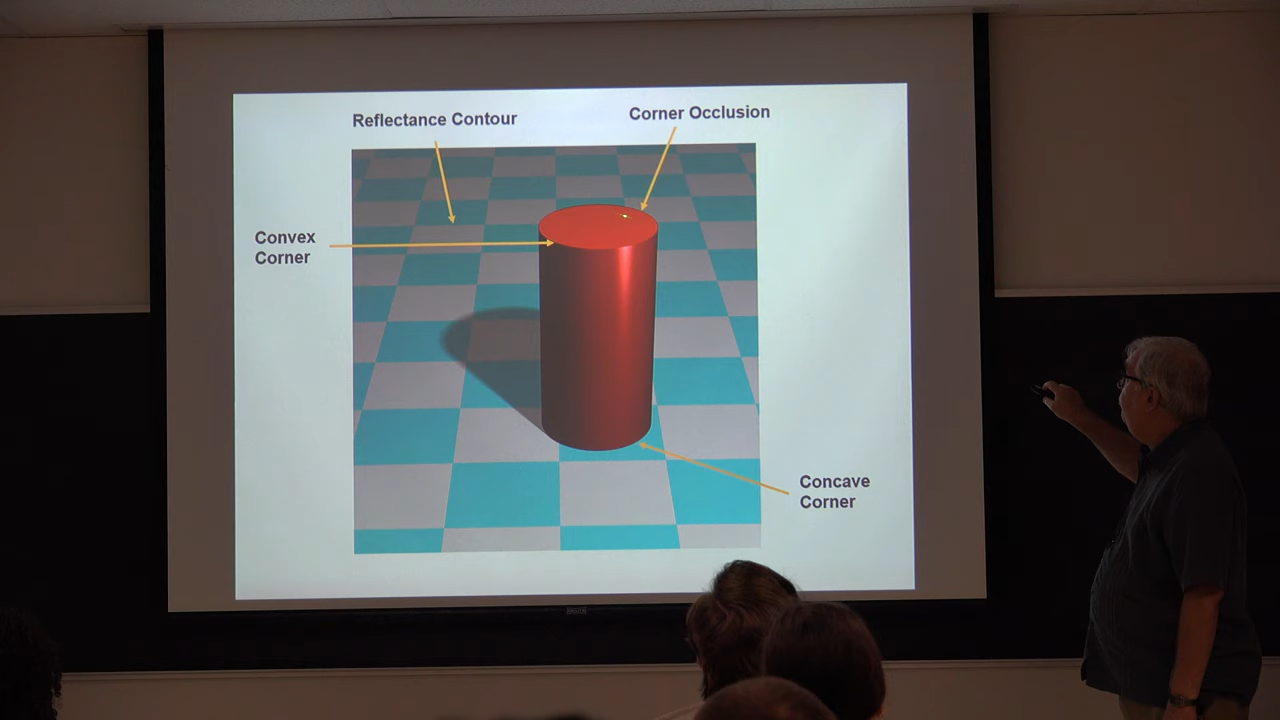 Reflectance Contour
Corner Occlusion
Convex
Corner
Concave
Corner